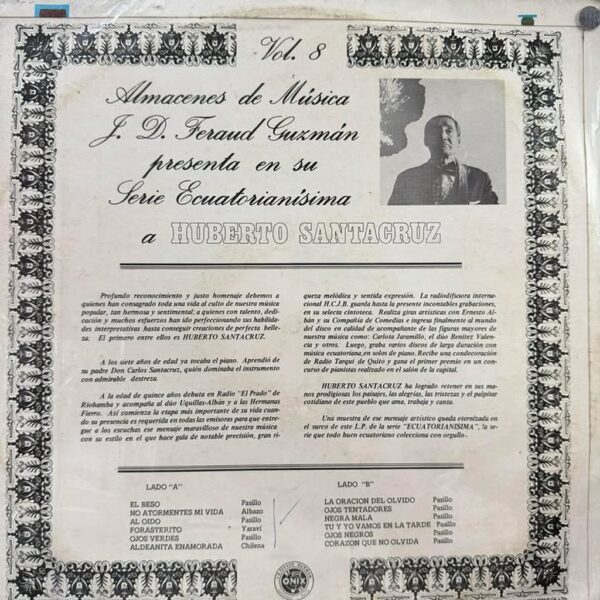 Vol. 8
Almacenes de Música
J. D. Feraud Guzmán
presenta en su
Serie Ecuatorianísima
a HUBERTO SANTACRUZ
Profundo reconocimiento y justo homenaje debemos a
quienes han consagrado toda una vida al culto de nuestra música
popular, tan hermosa y sentimental; a quienes con talento, dedi-
cación y muchos esfuerzos han ido perfeccionando sus habilida-
des interpretativas hasta conseguir creaciones de perfecta belle-
za. El primero entre ellos es HUBERTO SANTACRUZ.
A los siete años de edad ya tocaba el piano. Aprendió de
su padre Don Carlos Santacruz, quién dominaba el instrumento
con admirable destreza.
A la edad de quince años debuta en Radio "El Prado" de
Riobamba y acompaña al dúo Uquillas-Albán y a las Hermanas
Fierro. Así comienza la etapa más importante de su vida cuan-
do su presencia es requerida en todas las emisoras para que entre-
gue a los escuchas ese mensaje maravilloso de nuestra música
con su estilo en el que hace gala de notable precisión, gran ri-
queza melódica y sentida expresión. La radiodifusora interna-
cional H.C.J.B. guarda hasta la presente incontables grabaciones,
en su selecta cintoteca. Realiza giras artísticas con Ernesto Al-
bán y su Compañía de Comedias e ingresa finalmente al mundo
del disco en calidad de acompañante de las figuras mayores de
nuestra música como: Carlota Jaramillo, el dúo Benítez Valen-
cia y otros. Luego, graba varios discos de larga duración con
música ecuatoriana, en solos de piano. Recibe una condecoración
de Radio Tarqui de Quito y gana el primer premio en un con-
curso de pianistas realizado en el salón de la capital.
HUBERTO SANTACRUZ ha logrado retener en sus ma-
nos prodigiosas los paisajes, las alegrías, las tristezas y el palpitar
cotidiano de este pueblo que ama, trabaja y canta.
Una muestra de ese mensaje artístico queda eternizada en
el surco de este L.P. de la serie "ECUATORIANISIMA", la se-
rie que todo buen ecuatoriano colecciona con orgullo.
LADO "A"
EL BESO Pasillo
NO ATORMENTES MI VIDA Albazo
AL OIDO Pasillo
FORASTERITO Yaraví
OJOS VERDES Pasillo
ALDEANITA ENAMORADA Chilena
LADO "B"
LA ORACION DEL OLVIDO Pasillo
OJOS TENTADORES Pasillo
NEGRA MALA Pasillo
TU Y YO VAMOS EN LA TARDE Pasillo
OJOS NEGROS Pasillo
CORAZON QUE NO OLVIDA Pasillo
ONIX